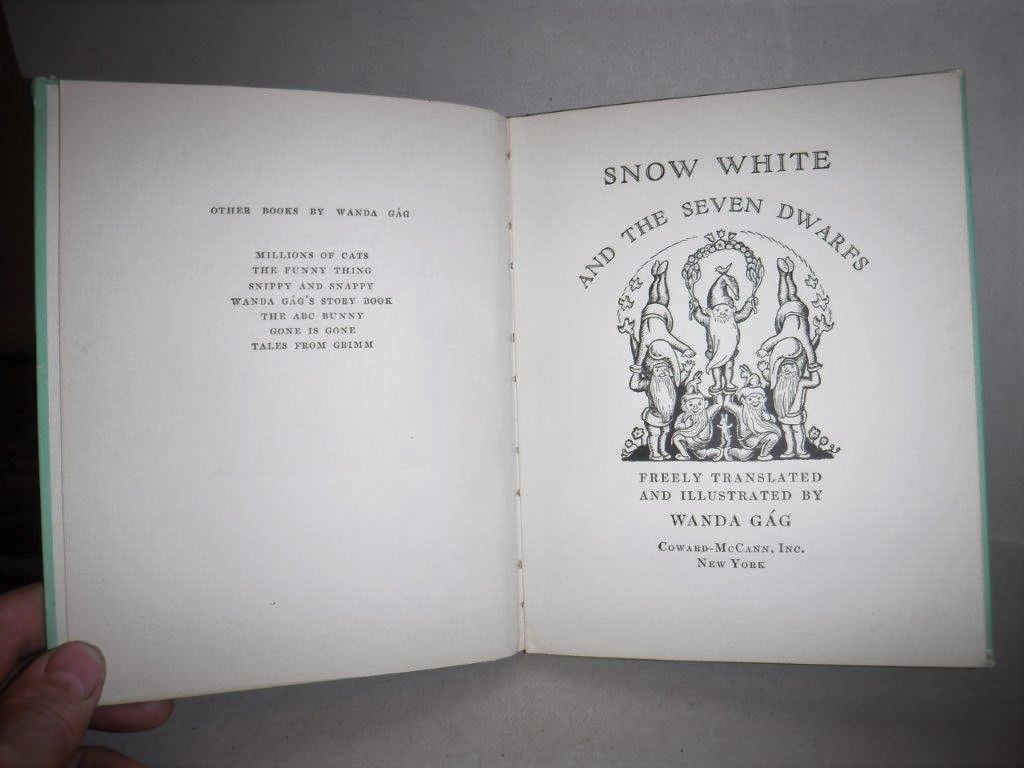 OTHER BOOKS BY WANDA GÁG
MILLIONS OF CATS
THE FUNNY THING
SNIPPY AND SNAPPY
WANDA GÁG'S STORY BOOK
THE ABC BUNNY
GONE IS GONE
TALES FROM GRIMM
SNOW WHITE
AND THE SEVEN DWARFS
FREELY TRANSLATED
AND ILLUSTRATED BY
WANDA GÁG
COWARD-MCCANN, INC.
NEW YORK